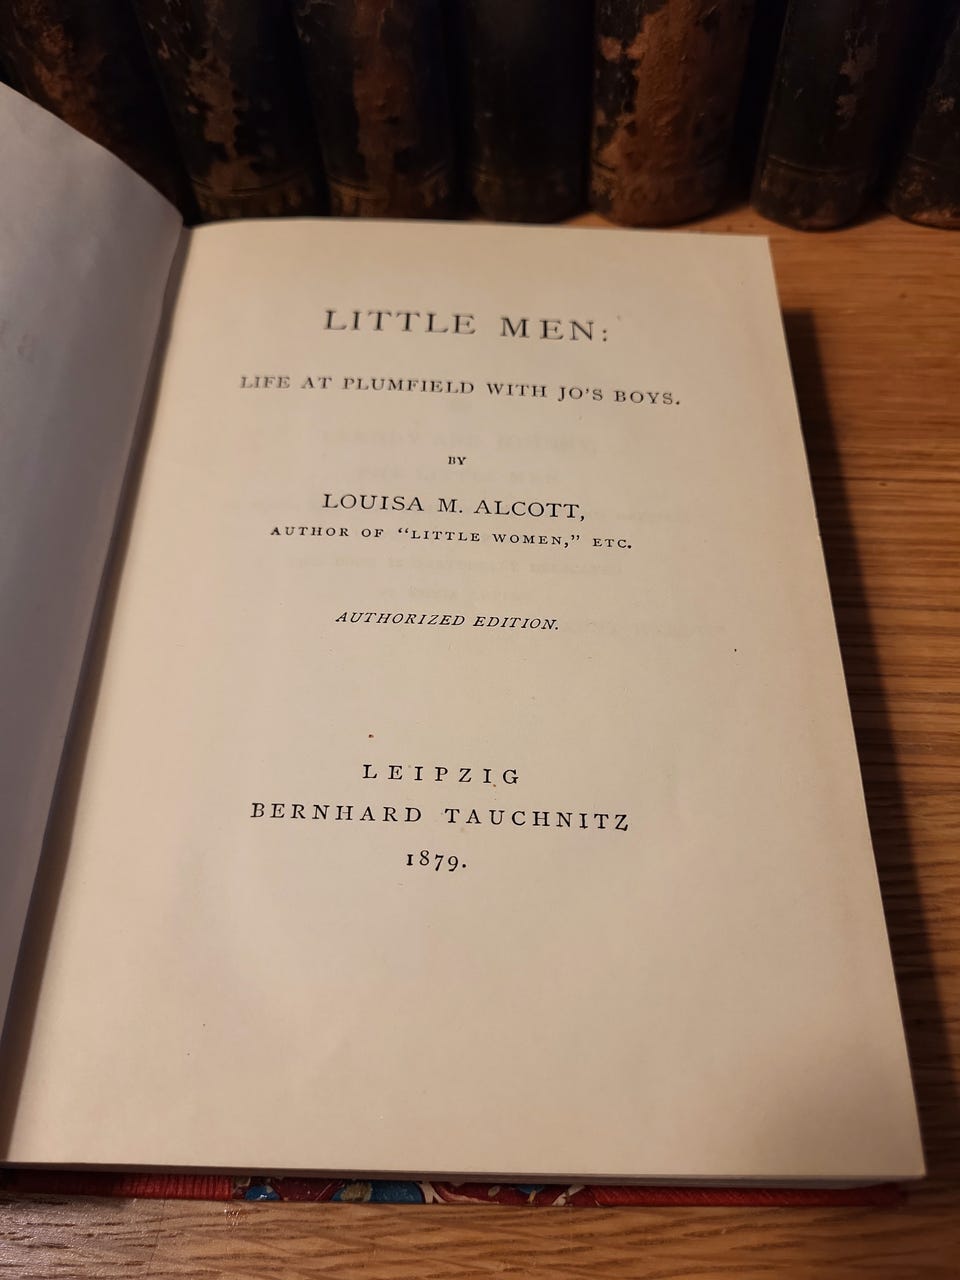 LITTLE MEN:
LIFE AT PLUMFIELD WITH JO'S BOYS.
BY
LOUISA M. ALCOTT,
AUTHOR OF “LITTLE WOMEN,” ETC.
AUTHORIZED EDITION.
LEIPZIG
BERNHARD TAUCHNITZ
1879.